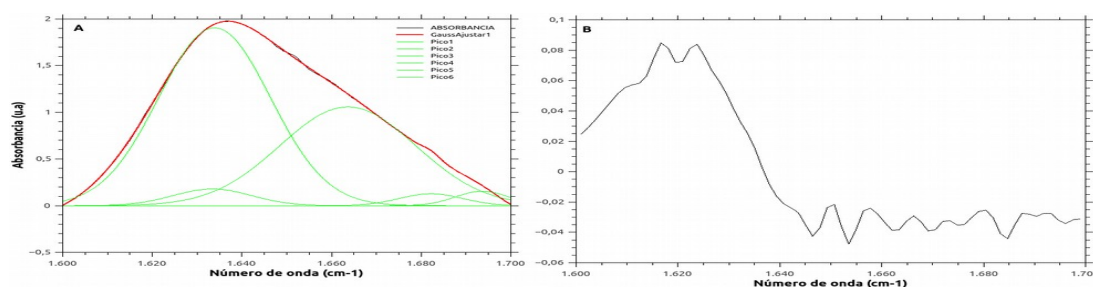 A
ABSORBANCIA
GaussAjustar1
Pico1
Pico2
Pico3
Pico4
Pico5
Pico6
2
1,5
1
0,5
0
-0,5
Absorbancia (u.a)
1.600 1.620 1.640 1.660 1.680 1.700
Número de onda (cm-1)
B
0,1
0,08
0,06
0,04
0,02
0
-0,02
-0,04
-0,06
1.600 1.620 1.640 1.660 1.680 1.700
Número de onda (cm-1)